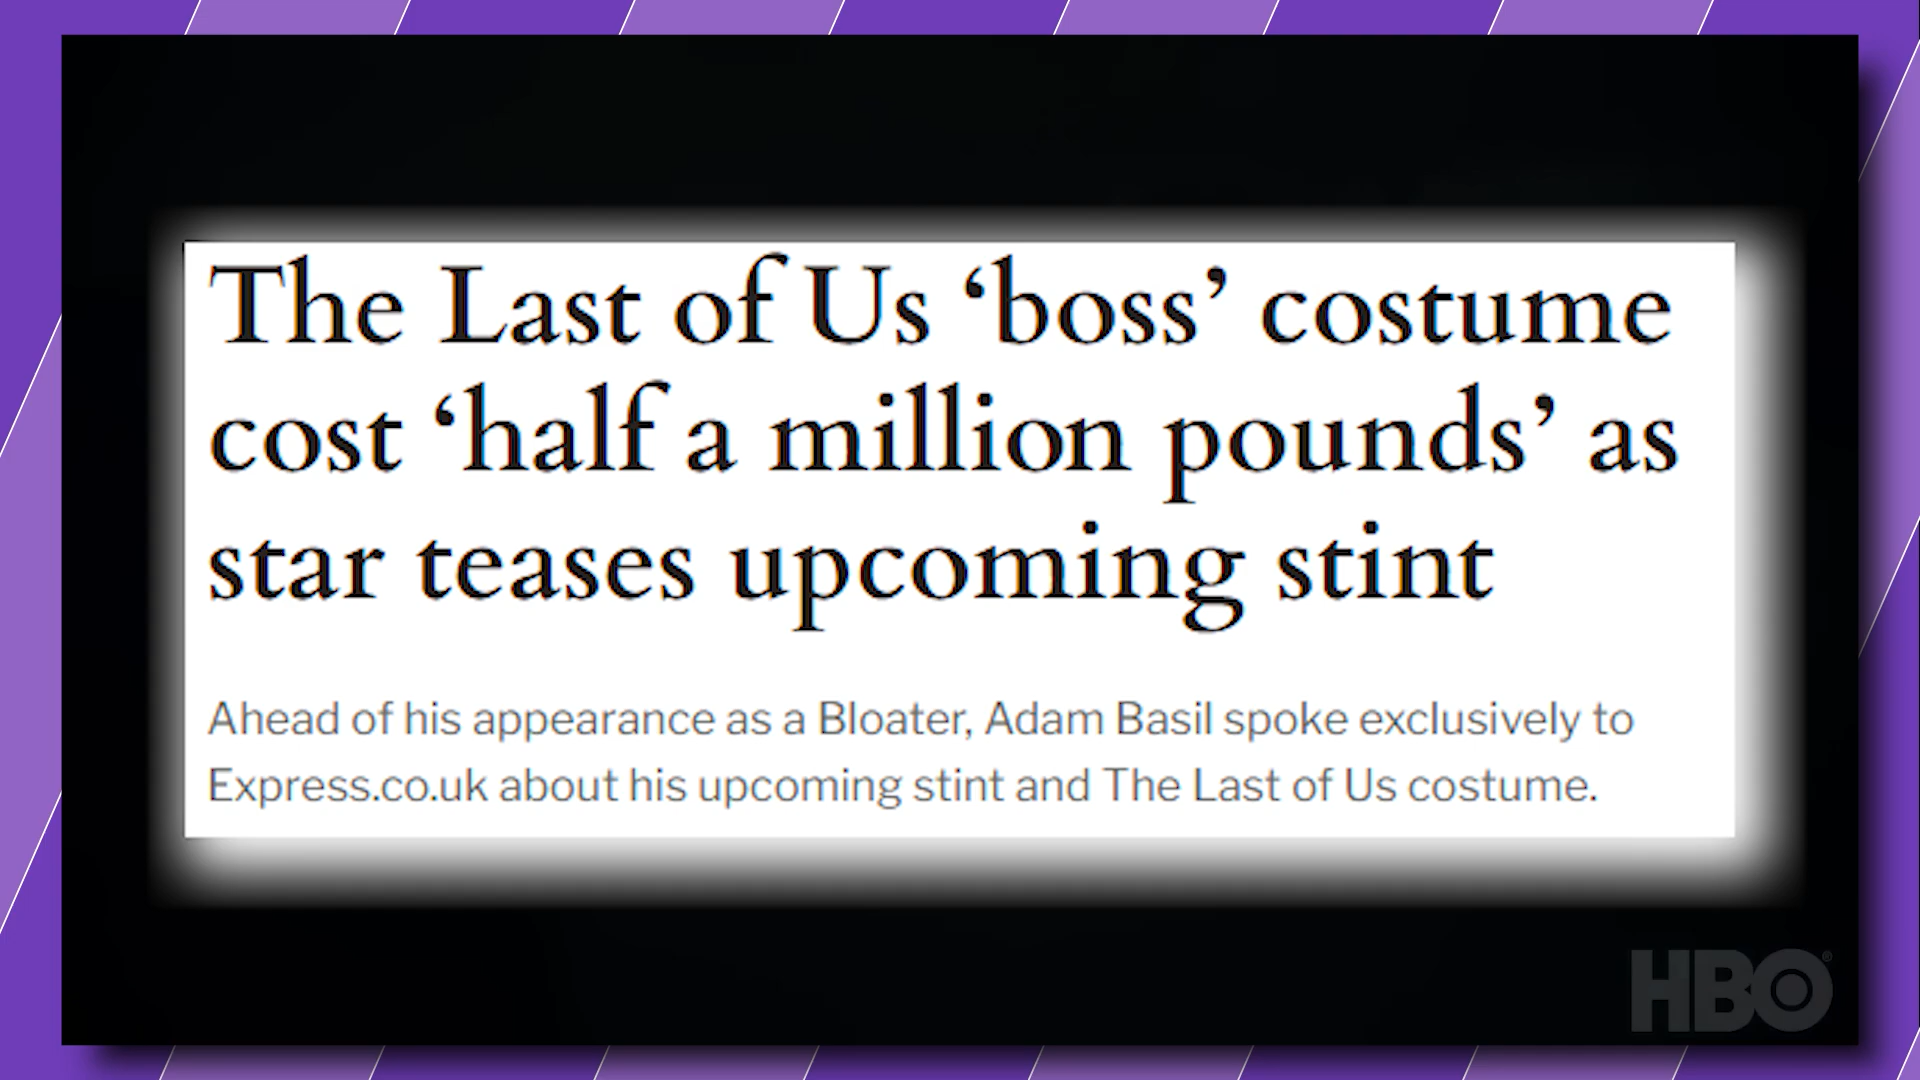 The Last of Us ‘boss’ costume
cost ‘half a million pounds’ as
star teases upcoming stint
Ahead of his appearance as a Bloater, Adam Basil spoke exclusively to
Express.co.uk about his upcoming stint and The Last of Us costume.
HBO®